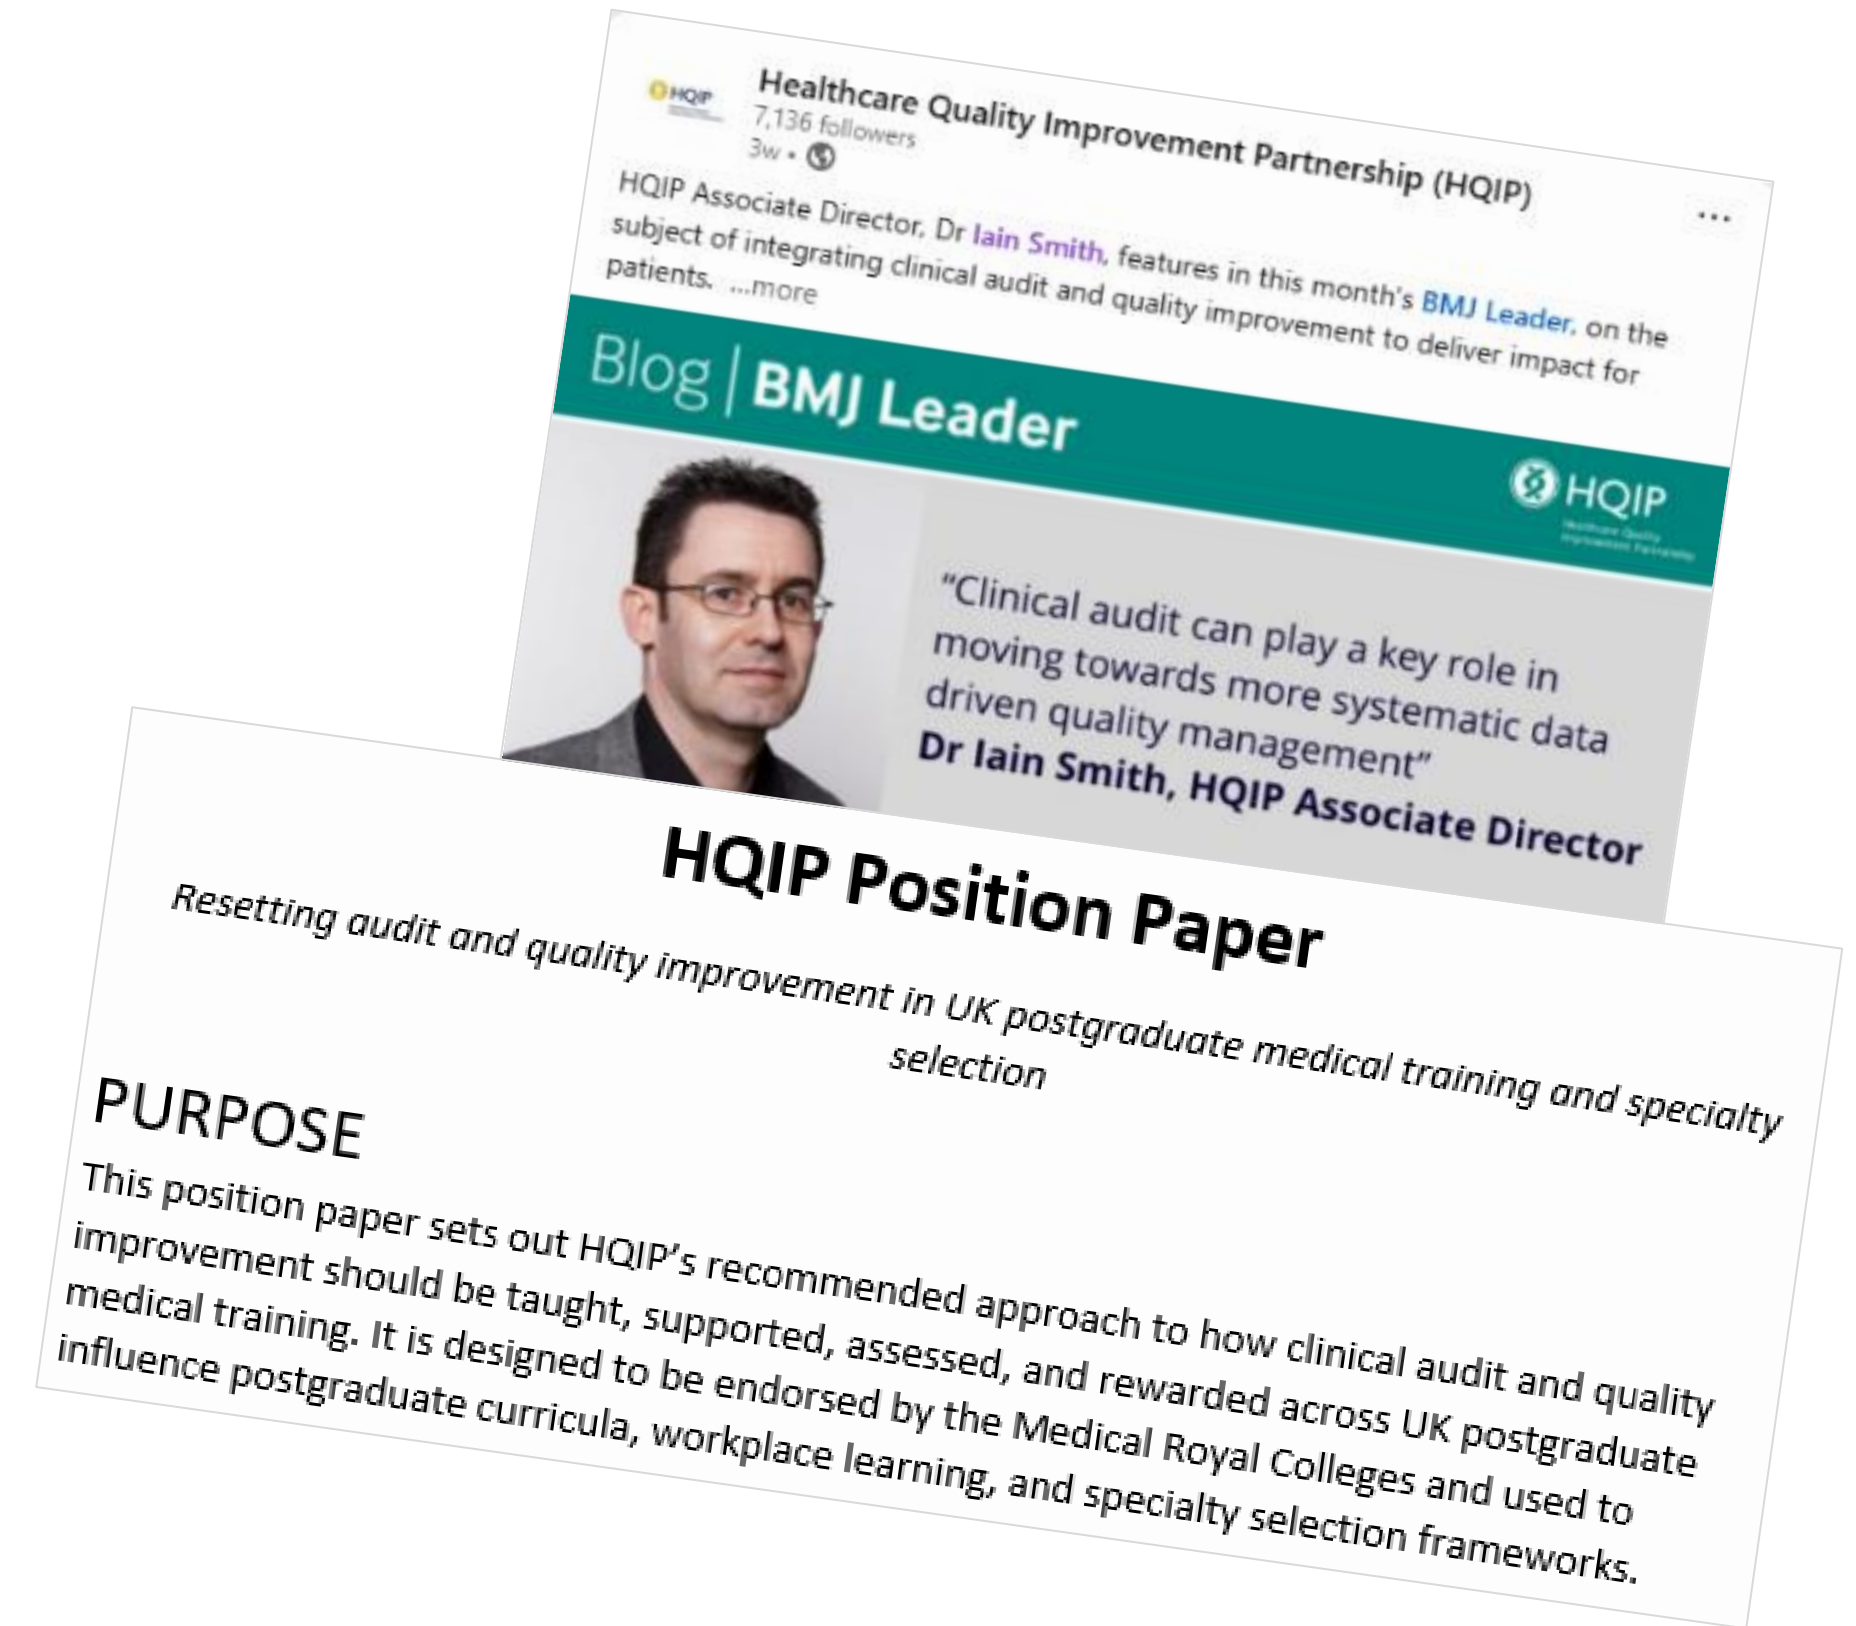 HQIP
Healthcare Quality Improvement Partnership (HQIP)
7,136 followers
3w •
HQIP Associate Director, Dr Iain Smith, features in this month's BMJ Leader, on the
subject of integrating clinical audit and quality improvement to deliver impact for
patients. ...more
Blog | BMJ Leader
HQIP
Healthcare Quality
Improvement Partnership
“Clinical audit can play a key role in
moving towards more systematic data
driven quality management”
Dr Iain Smith, HQIP Associate Director
HQIP Position Paper
Resetting audit and quality improvement in UK postgraduate medical training and specialty
selection
PURPOSE
This position paper sets out HQIP’s recommended approach to how clinical audit and quality
improvement should be taught, supported, assessed, and rewarded across UK postgraduate
medical training. It is designed to be endorsed by the Medical Royal Colleges and used to
influence postgraduate curricula, workplace learning, and specialty selection frameworks.